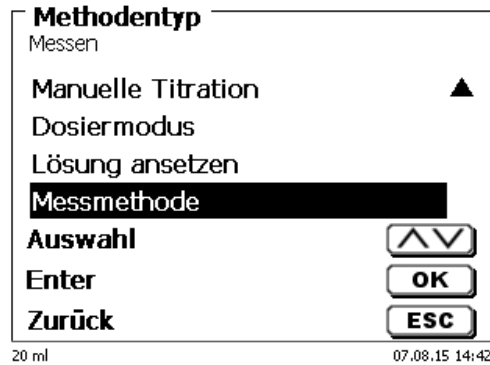 Methodentyp
Messen
Manuelle Titration
Dosiermodus
Lösung ansetzen
Messmethode
Auswahl
Enter OK
Zurück ESC
20 ml 07.08.15 14:42